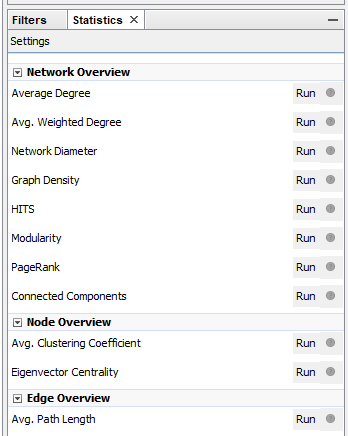 Filters Statistics
Settings
Network Overview
Average Degree Run
Avg. Weighted Degree Run
Network Diameter Run
Graph Density Run
HITS Run
Modularity Run
PageRank Run
Connected Components Run
Node Overview
Avg. Clustering Coefficient Run
Eigenvector Centrality Run
Edge Overview
Avg. Path Length Run